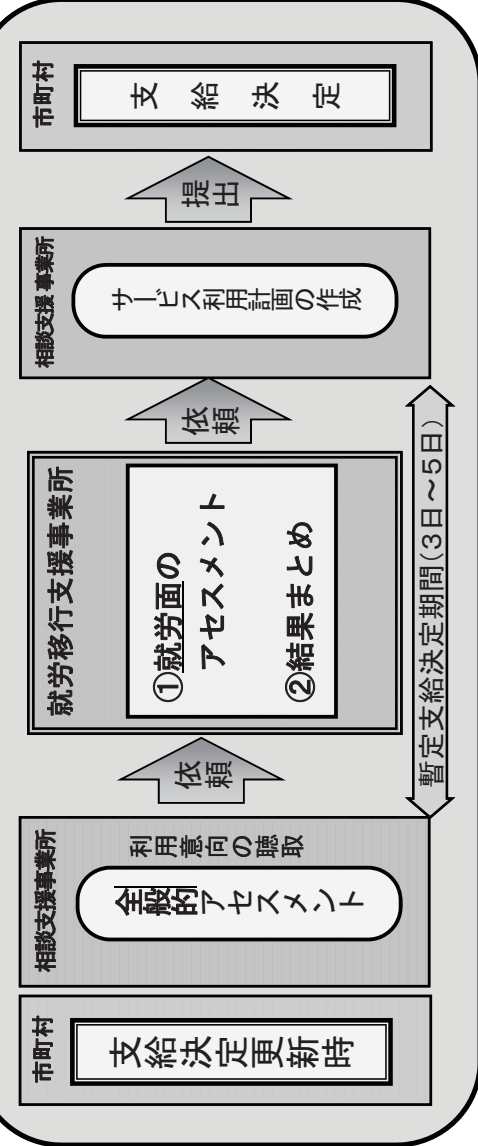 市町村
支給決定更新時
相談支援事業所
利用意向の聴取
全般的アセスメント
依頼
就労移行支援事業所
①就労面の
アセスメント
②結果まとめ
依頼
相談支援事業所
サービス利用計画の作成
提出
市町村
支給決定
暫定支給決定期間(3日~5日)